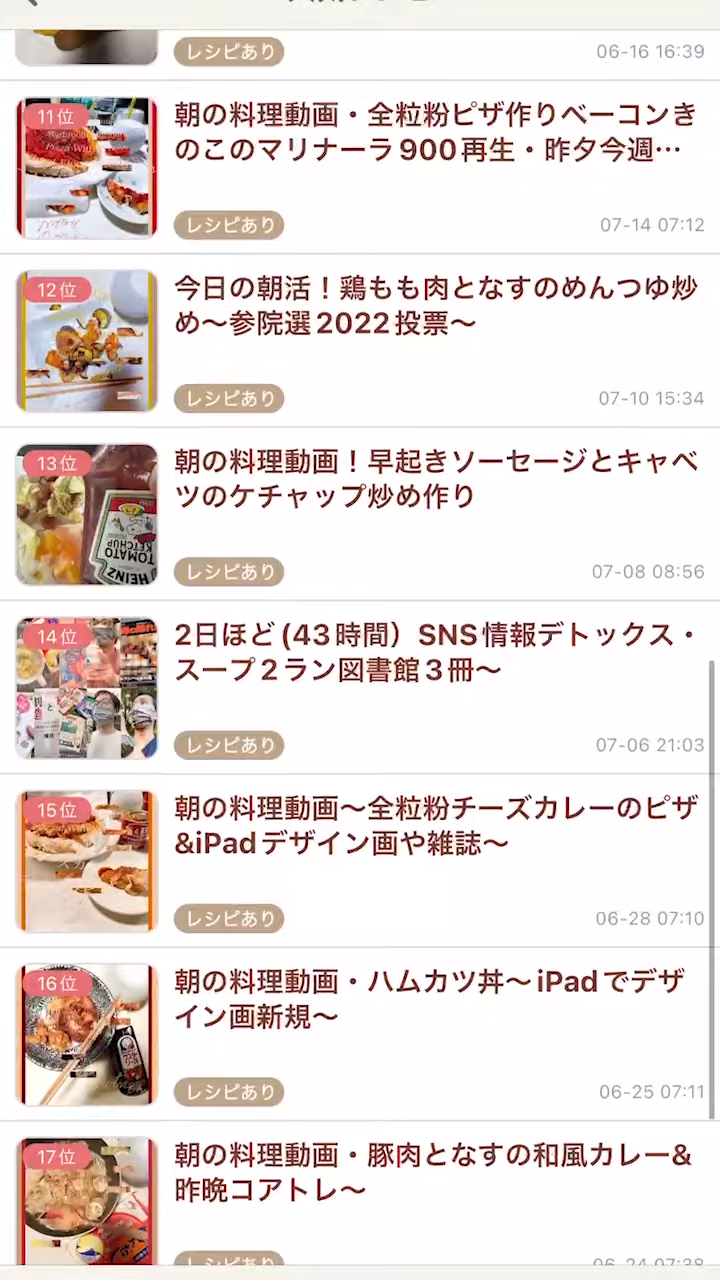 レシピあり
06-16 16:39
11位
朝の料理動画・全粒粉ピザ作りベーコンき
のこのマリナーラ900再生・昨夕今週…
レシピあり
07-14 07:12
12位
今日の朝活！鶏もも肉となすのめんつゆ炒
め〜参院選2022投票〜
レシピあり
07-10 15:34
13位
朝の料理動画！早起きソーセージとキャベ
ツのケチャップ炒め作り
TOMATO
KETCHUP
HEINZ
レシピあり
07-08 08:56
14位
2日ほど(43時間）SNS情報デトックス・
スープ2ラン図書館3冊〜
レシピあり
07-06 21:03
15位
朝の料理動画〜全粒粉チーズカレーのピザ
&iPadデザイン画や雑誌〜
レシピあり
06-28 07:10
16位
朝の料理動画・ハムカツ丼〜iPadでデザ
イン画新規〜
レシピあり
06-25 07:11
17位
朝の料理動画・豚肉となすの和風カレー&
昨晩コアトレ〜
レシピあり
06-24 07:38